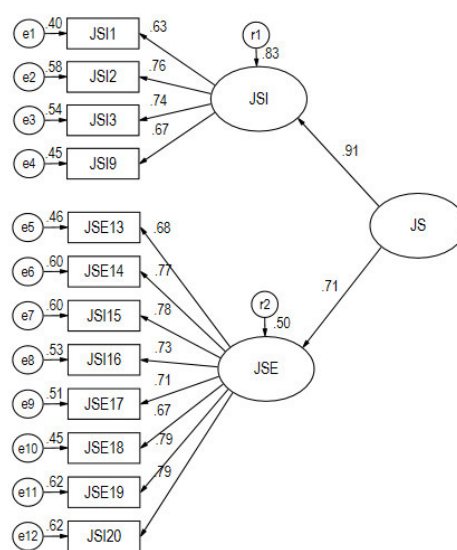 e1 .40 JSI1 .63
r1
.83
e2 .58 JSI2 .76
JSI
e3 .54 JSI3 .74
e4 .45 JSI9 .67
.91
JS
e5 .46 JSE13 .68
e6 .60 JSE14 .77
.71
e7 .60 JSI15 .78
r2
.50
e8 .53 JSI16 .73
JSE
e9 .51 JSE17 .71
e10 .45 JSE18 .67
e11 .62 JSE19 .79
e12 .62 JSI20 .79